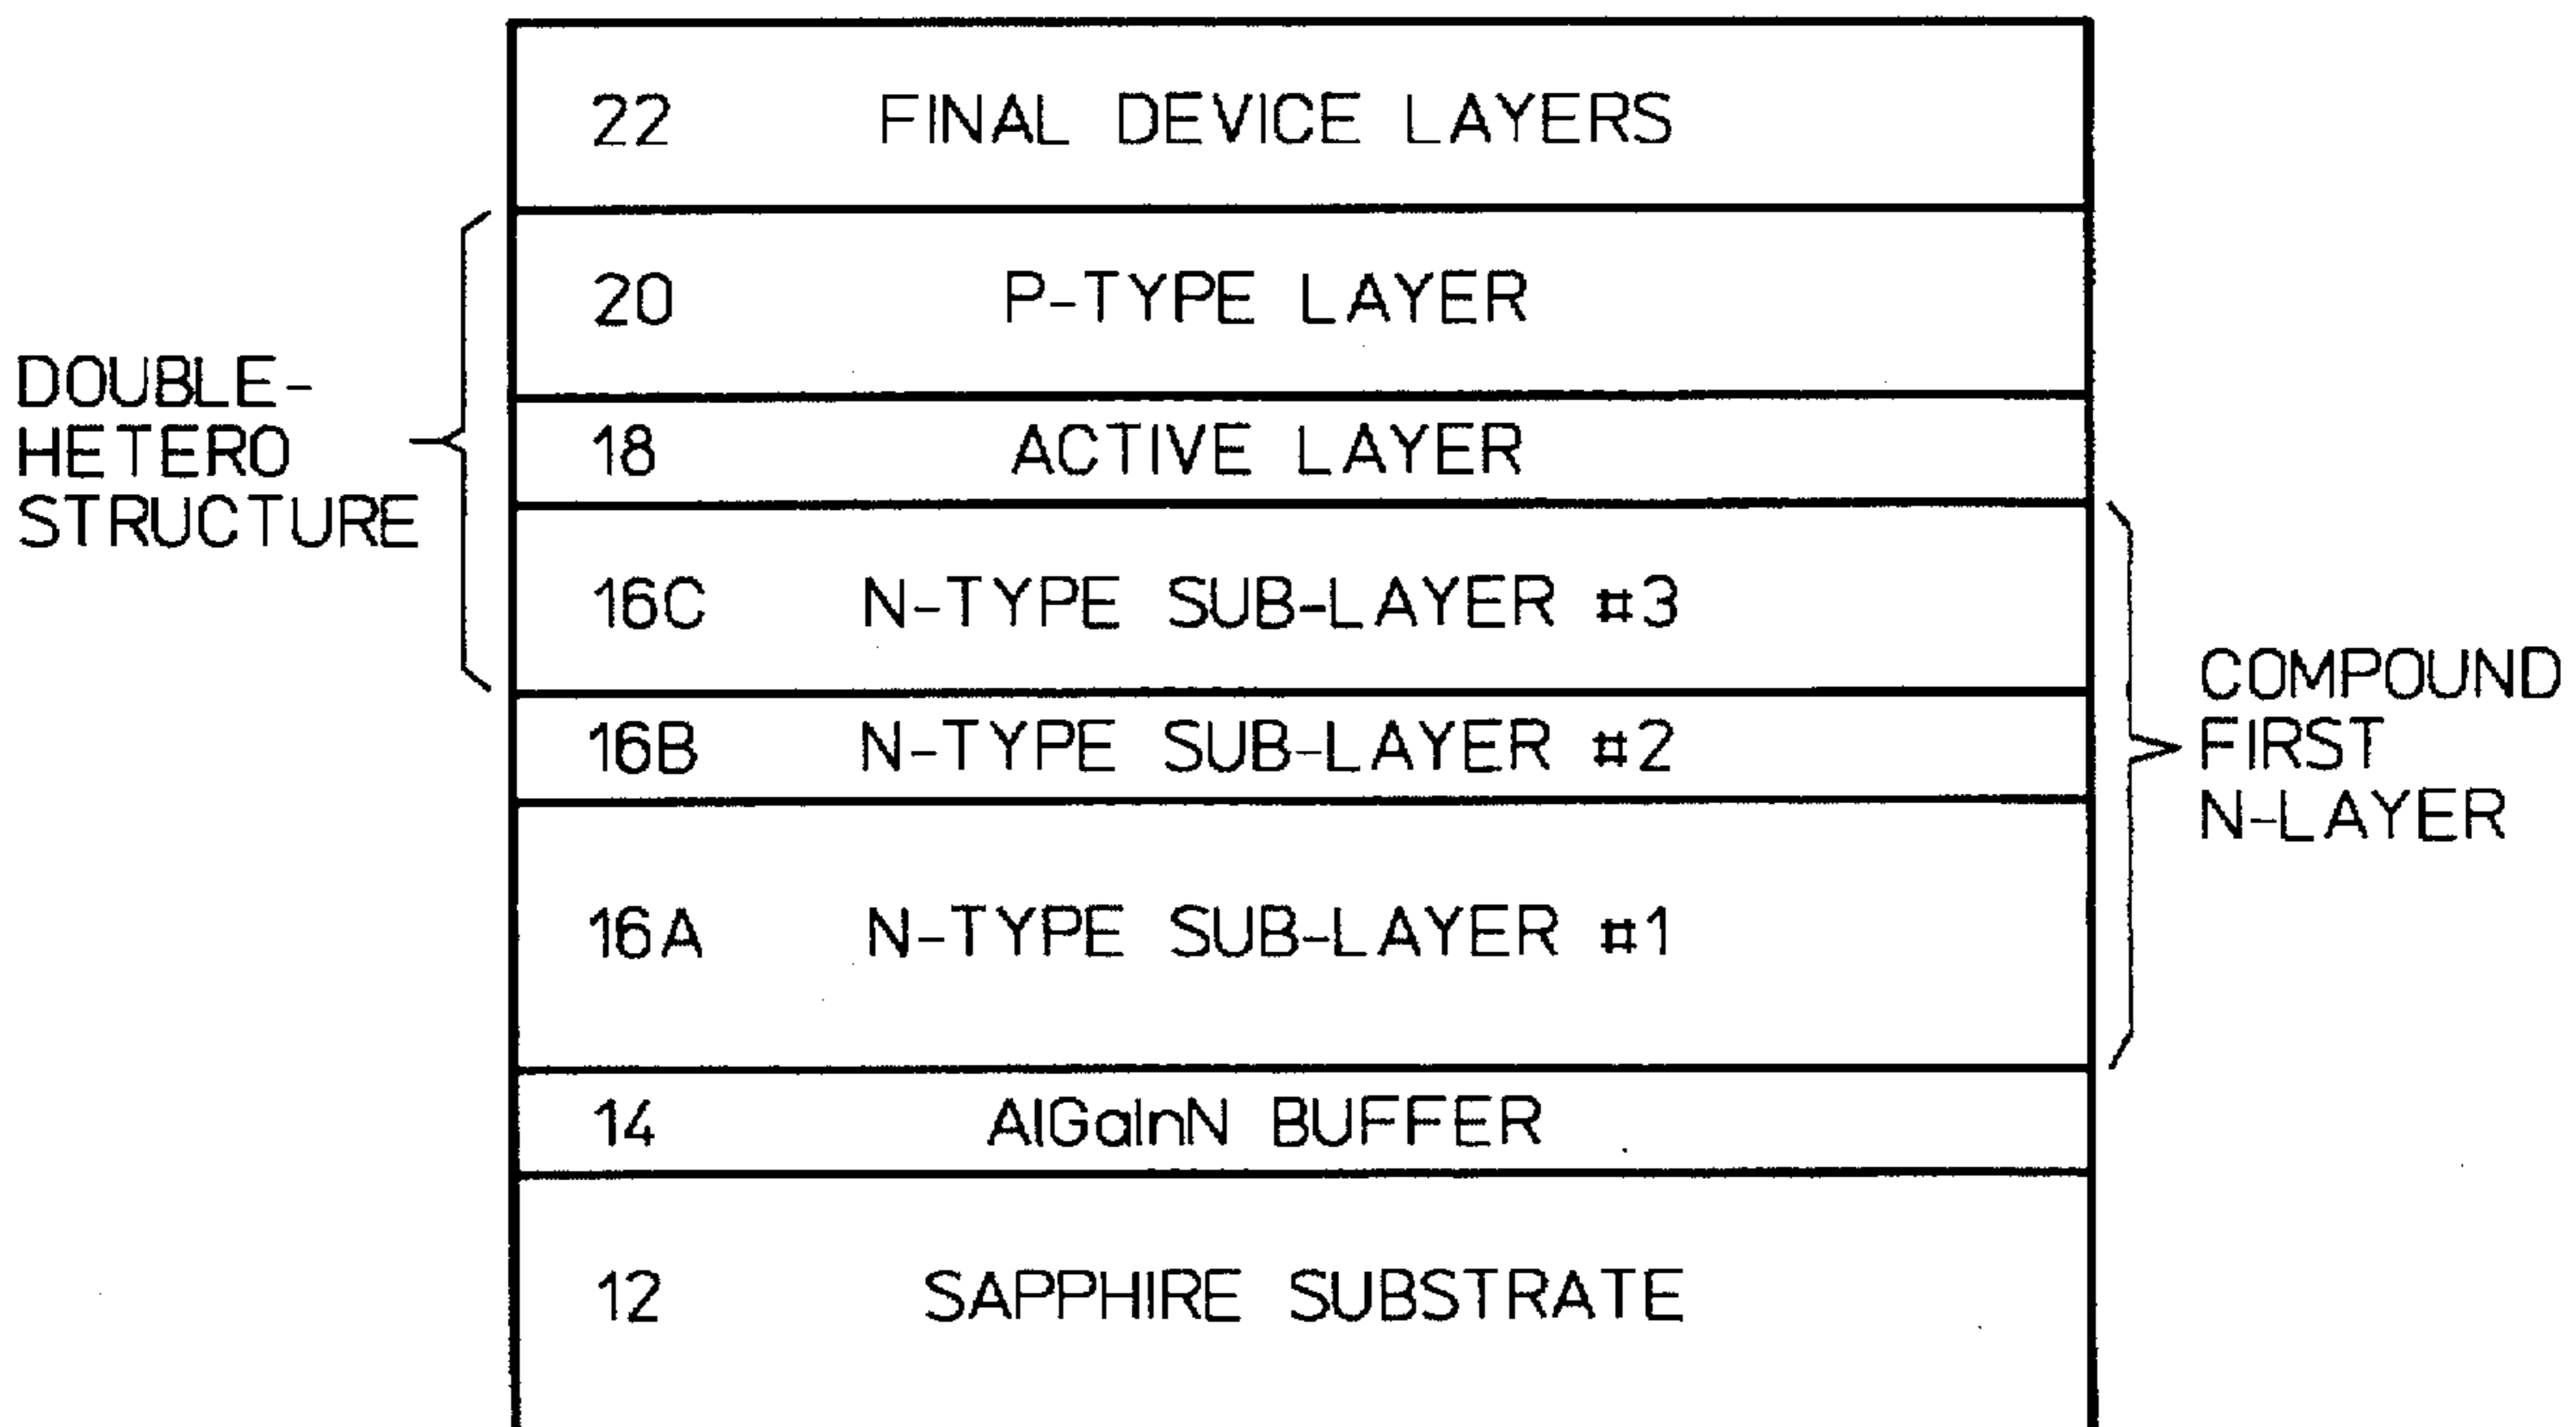 22 FINAL DEVICE LAYERS
20 P-TYPE LAYER
DOUBLE-
HETERO
STRUCTURE
18 ACTIVE LAYER
16C N-TYPE SUB-LAYER #3
16B N-TYPE SUB-LAYER #2
COMPOUND
FIRST
N-LAYER
16A N-TYPE SUB-LAYER #1
14 AlGaInN BUFFER
12 SAPPHIRE SUBSTRATE